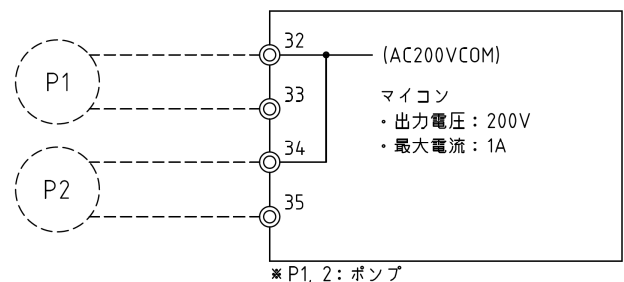 32
(AC200VCOM)
P1
33
マイコン
・出力電圧：200V
・最大電流：1A
34
P2
35
※P1, 2：ポンプ